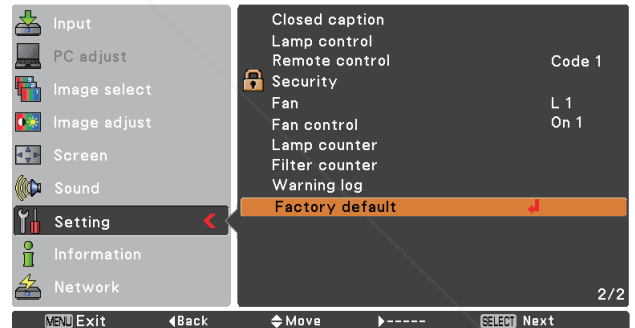 Input
PC adjust
Image select
Image adjust
Screen
Sound
Setting
Information
Network
Closed caption
Lamp control
Remote control Code 1
Security
Fan L 1
Fan control On 1
Lamp counter
Filter counter
Warning log
Factory default
2/2
MENU Exit Back Move ----- SELECT Next